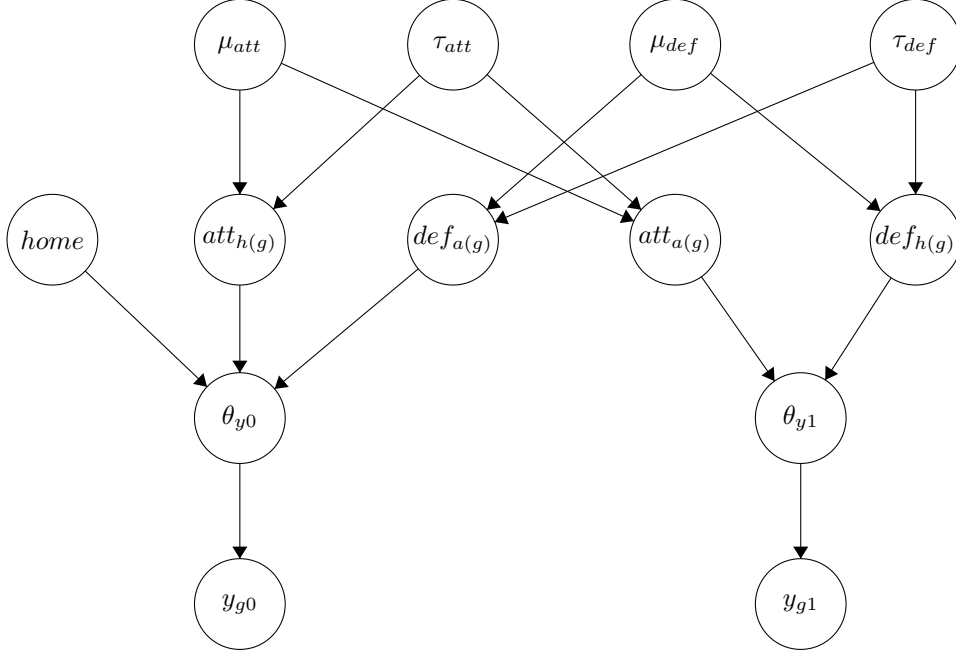 μ_att τ_att μ_def τ_def
home att_h(g) def_a(g) att_a(g) def_h(g)
θ_y0 θ_y1
y_g0 y_g1